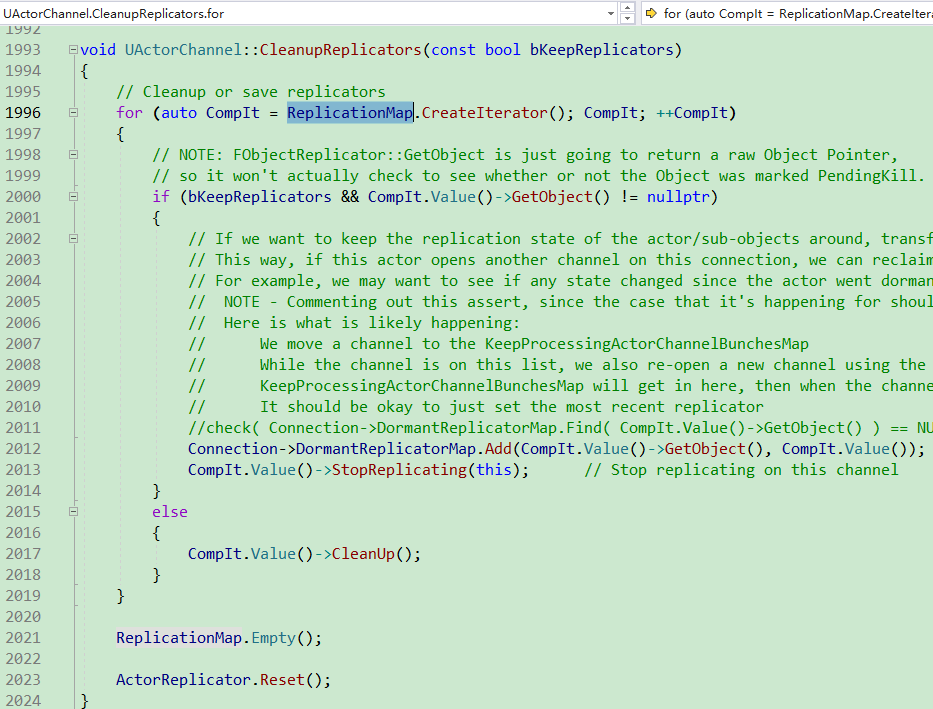 UActorChannel.CleanupReplicators.for
for (auto CompIt = ReplicationMap.CreateItera
1992
1993 void UActorChannel::CleanupReplicators(const bool bKeepReplicators)
1994 {
1995 // Cleanup or save replicators
1996 for (auto CompIt = ReplicationMap.CreateIterator(); CompIt; ++CompIt)
1997 {
1998 // NOTE: FObjectReplicator::GetObject is just going to return a raw Object Pointer,
1999 // so it won't actually check to see whether or not the Object was marked PendingKill.
2000 if (bKeepReplicators && CompIt.Value()->GetObject() != nullptr)
2001 {
2002 // If we want to keep the replication state of the actor/sub-objects around, transf
2003 // This way, if this actor opens another channel on this connection, we can reclaim
2004 // For example, we may want to see if any state changed since the actor went dorman
2005 //  NOTE - Commenting out this assert, since the case that it's happening for shoul
2006 //  Here is what is likely happening:
2007 //      We move a channel to the KeepProcessingActorChannelBunchesMap
2008 //      While the channel is on this list, we also re-open a new channel using the
2009 //      KeepProcessingActorChannelBunchesMap will get in here, then when the channe
2010 //      It should be okay to just set the most recent replicator
2011 //check( Connection->DormantReplicatorMap.Find( CompIt.Value()->GetObject() ) == NU
2012 Connection->DormantReplicatorMap.Add(CompIt.Value()->GetObject(), CompIt.Value());
2013 CompIt.Value()->StopReplicating(this);      // Stop replicating on this channel
2014 }
2015 else
2016 {
2017 CompIt.Value()->CleanUp();
2018 }
2019 }
2020
2021 ReplicationMap.Empty();
2022
2023 ActorReplicator.Reset();
2024 }